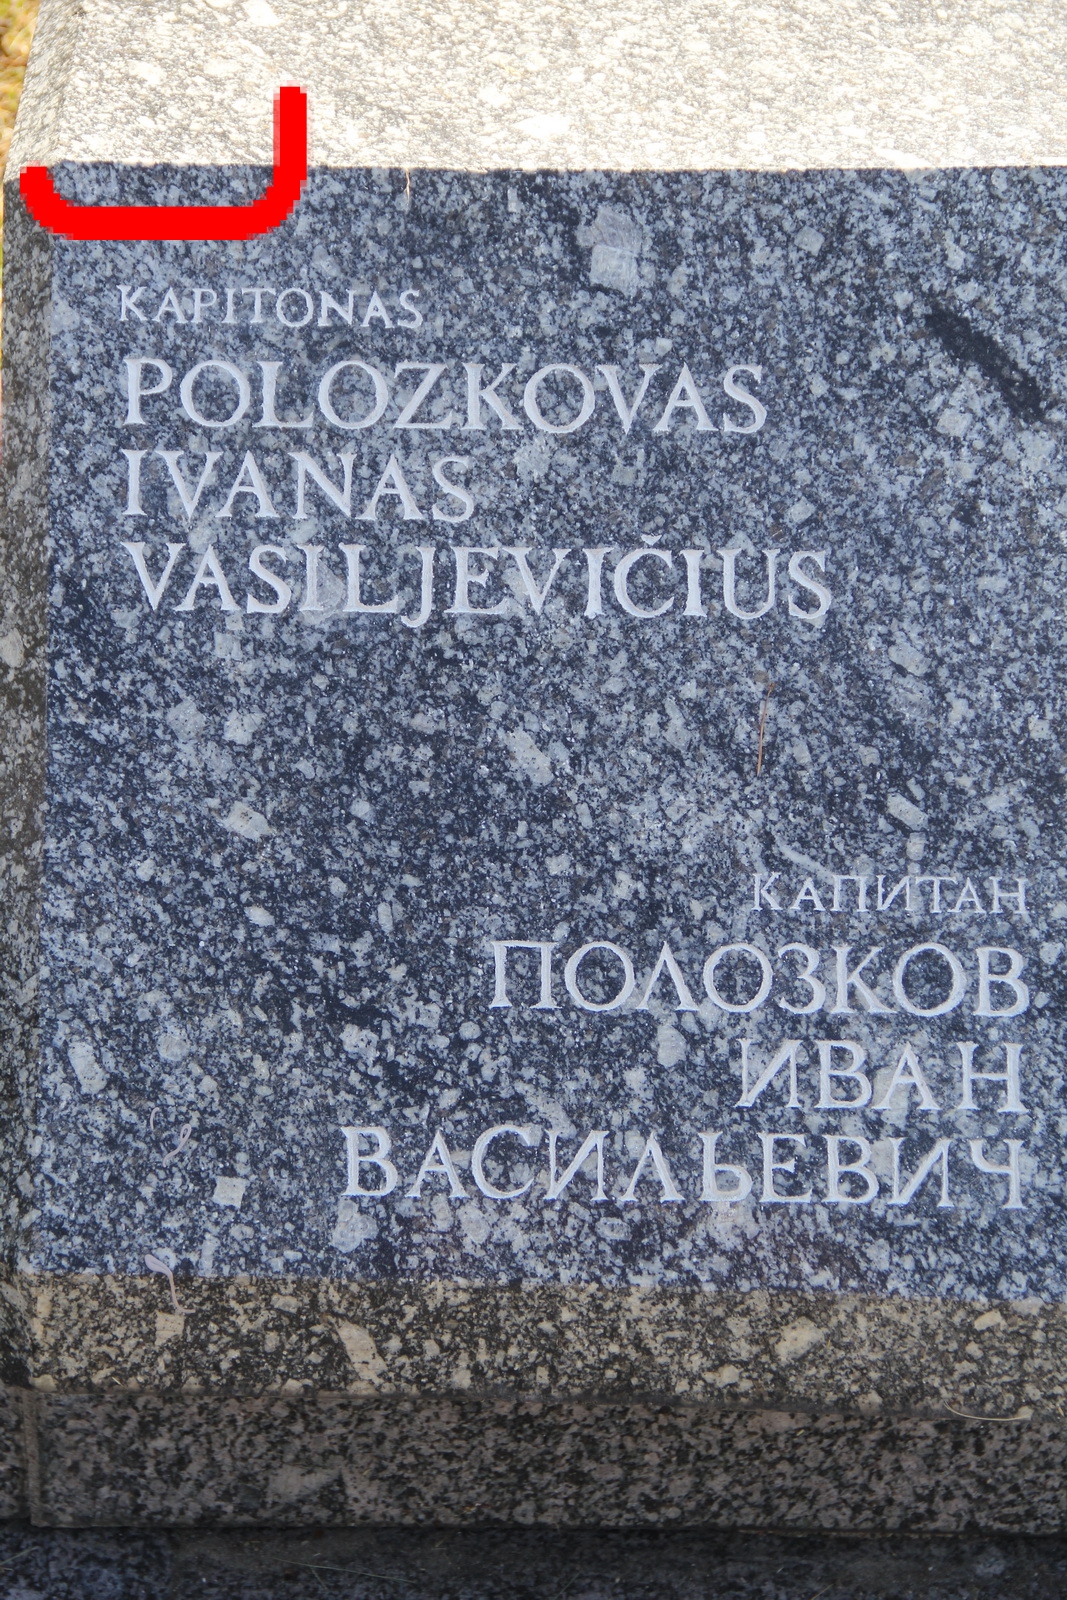 KAPITONAS
POLOZKOVAS
IVANAS
VASILJEVIČIUS
КАПИТАН
ПОЛОЗКОВ
ИВАН
ВАСИЛЬЕВИЧ